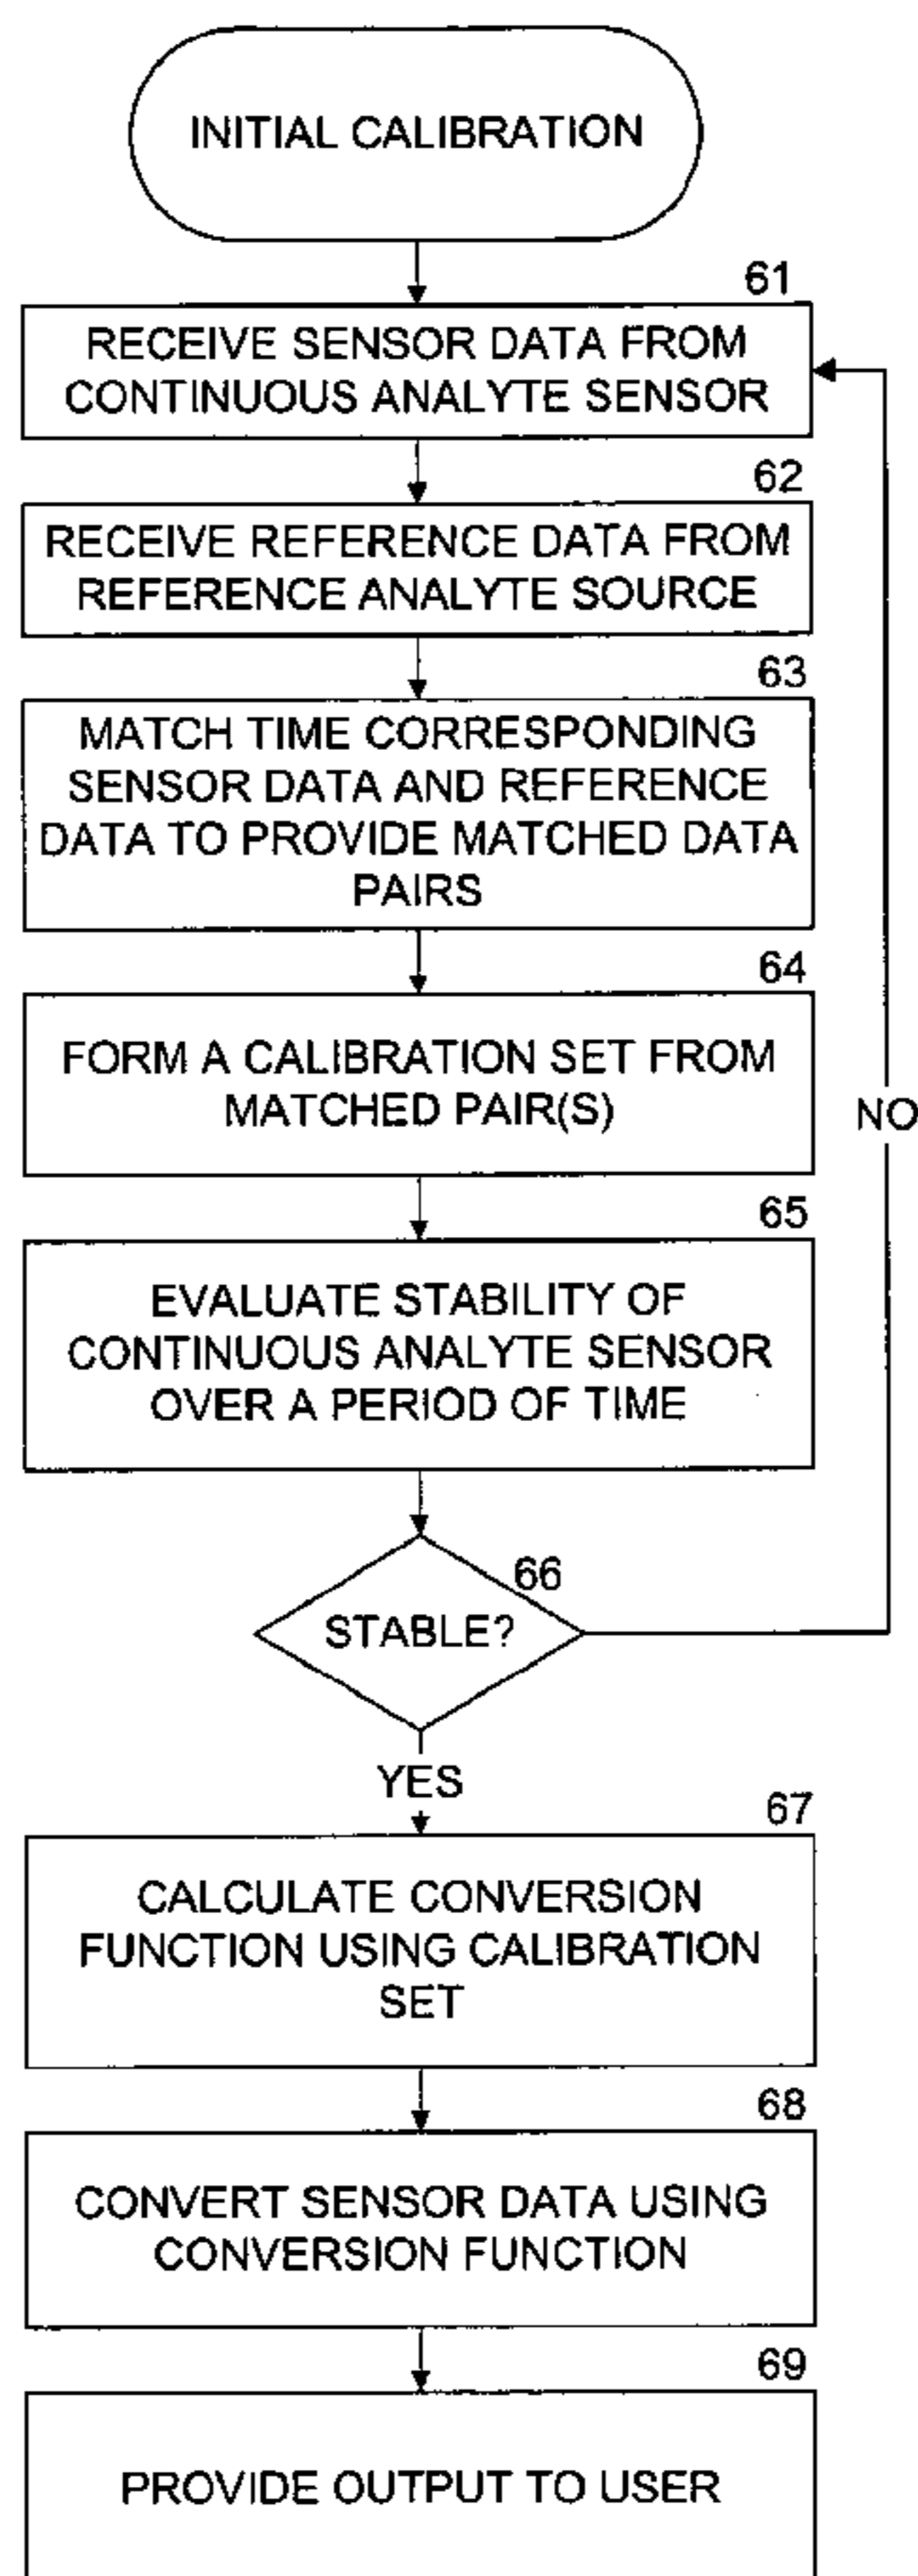 INITIAL CALIBRATION
61
RECEIVE SENSOR DATA FROM
CONTINUOUS ANALYTE SENSOR
62
RECEIVE REFERENCE DATA FROM
REFERENCE ANALYTE SOURCE
63
MATCH TIME CORRESPONDING
SENSOR DATA AND REFERENCE
DATA TO PROVIDE MATCHED DATA
PAIRS
64
FORM A CALIBRATION SET FROM
MATCHED PAIR(S)
NO
65
EVALUATE STABILITY OF
CONTINUOUS ANALYTE SENSOR
OVER A PERIOD OF TIME
66
STABLE?
YES
67
CALCULATE CONVERSION
FUNCTION USING CALIBRATION
SET
68
CONVERT SENSOR DATA USING
CONVERSION FUNCTION
69
PROVIDE OUTPUT TO USER